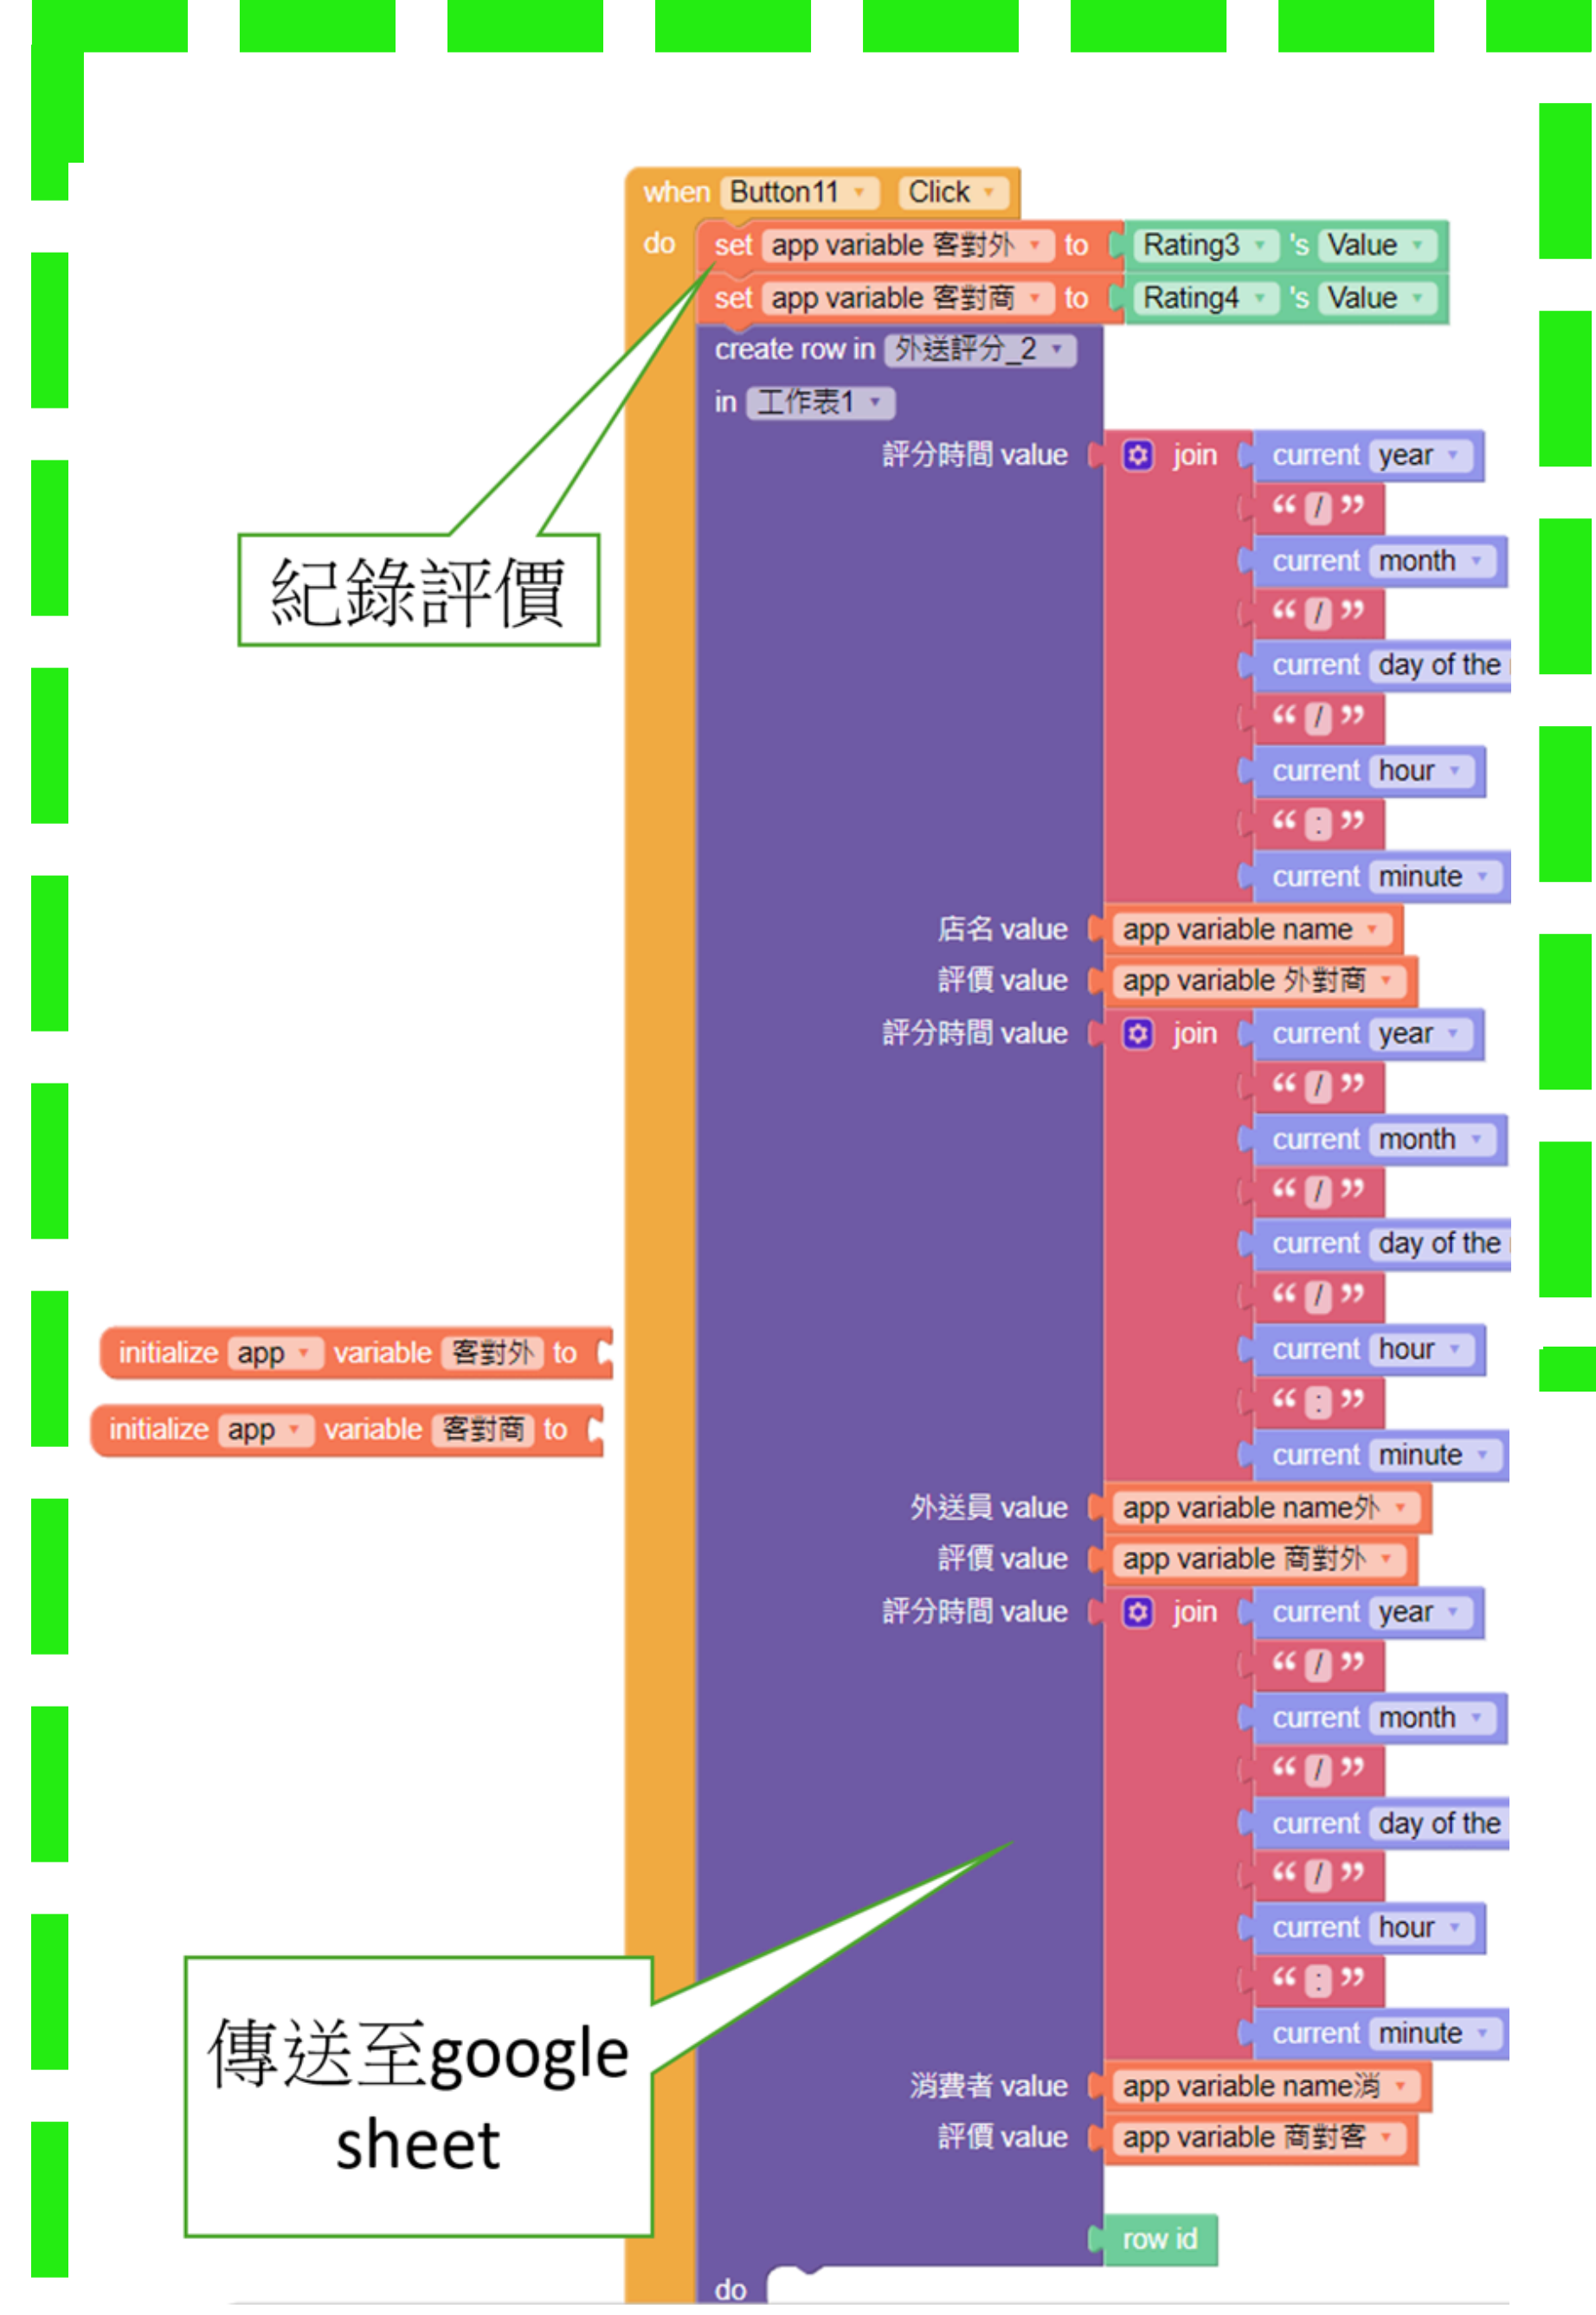 when Button11 Click
do set app variable 客對外 to Rating3 's Value
set app variable 客對商 to Rating4 's Value
create row in 外送評分_2
in 工作表1
評分時間 value join current year
“ / ”
current month
“ / ”
current day of the
“ / ”
current hour
“ : ”
current minute
紀錄評價
店名 value app variable name
評價 value app variable 外對商
評分時間 value join current year
“ / ”
current month
“ / ”
current day of the
“ / ”
current hour
“ : ”
current minute
initialize app variable 客對外 to
initialize app variable 客對商 to
外送員 value app variable name外
評價 value app variable 商對外
評分時間 value join current year
“ / ”
current month
“ / ”
current day of the
“ / ”
current hour
“ : ”
current minute
傳送至google
sheet
消費者 value app variable name消
評價 value app variable 商對客
row id
do